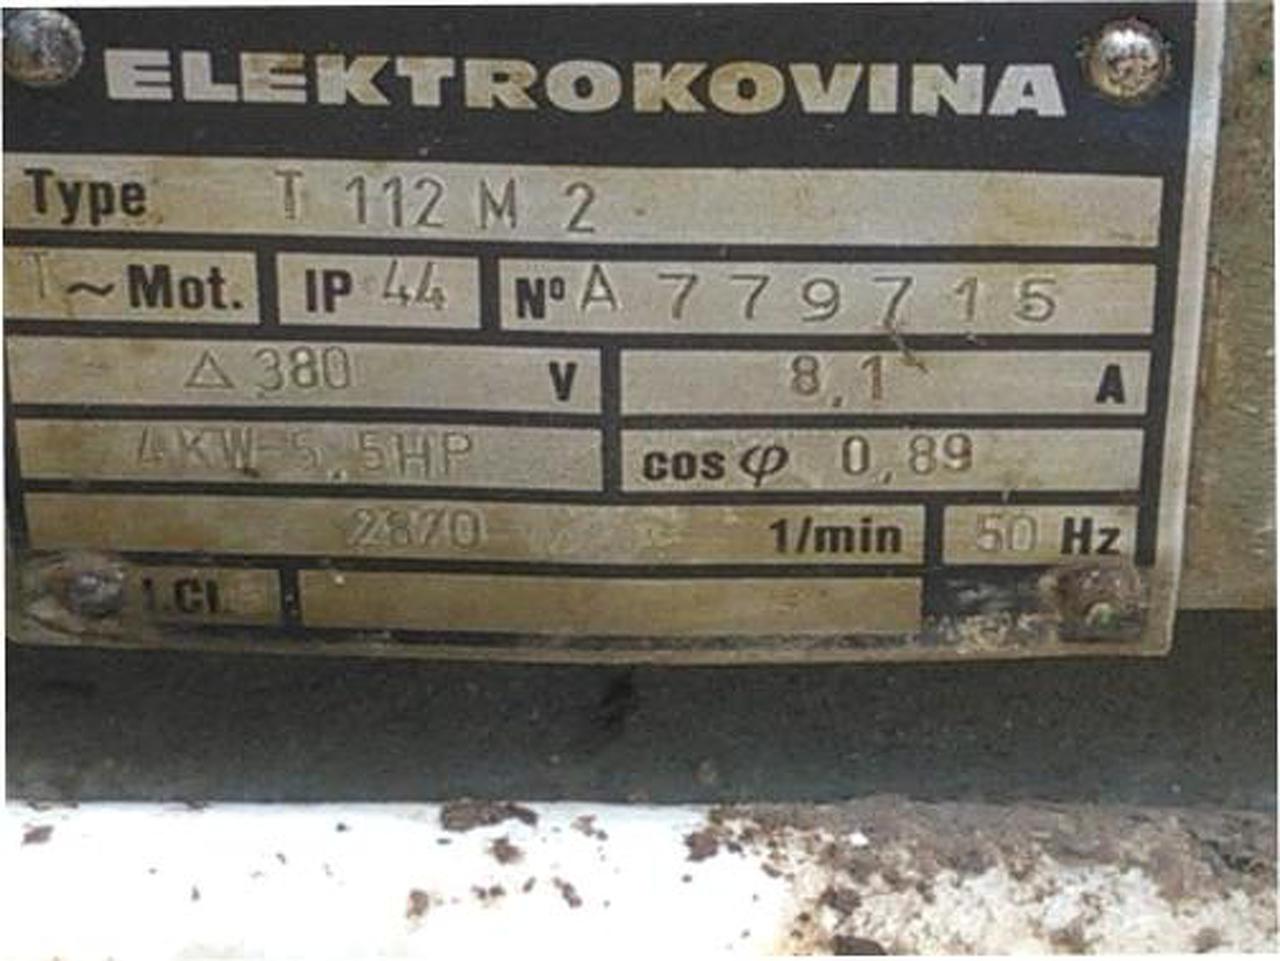 ELEKTROKOVINA
Type T 112 M 2
T ~ Mot. IP 44 Nº A 779715
△ 380 V 8,1 A
4KW-5,5HP cos φ 0,89
2870 1/min 50 Hz